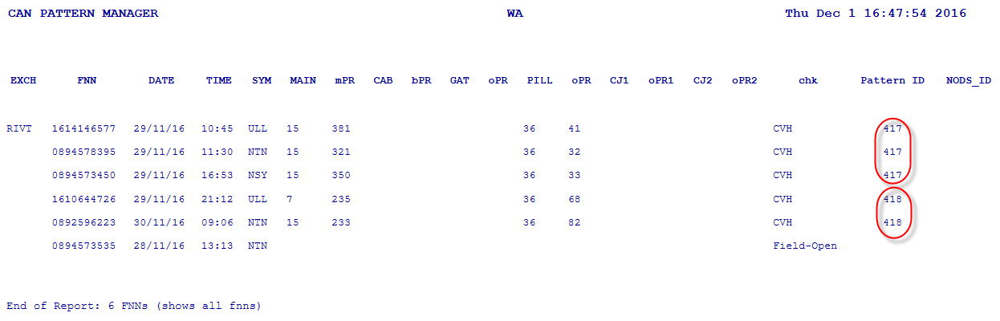 CAN PATTERN MANAGER WA Thu Dec 1 16:47:54 2016
EXCH FNN DATE TIME SYM MAIN mPR CAB bPR GAT oPR PILL oPR CJ1 oPR1 CJ2 oPR2 chk Pattern ID NODS_ID
RIVT 1614146577 29/11/16 10:45 ULL 15 381 36 41 CVH 417
0894578395 29/11/16 11:30 NTN 15 321 36 32 CVH 417
0894573450 29/11/16 16:53 NSY 15 350 36 33 CVH 417
1610644726 29/11/16 21:12 ULL 7 235 36 68 CVH 418
0892596223 30/11/16 09:06 NTN 15 233 36 82 CVH 418
0894573535 28/11/16 13:13 NTN Field-Open
End of Report: 6 FNNs (shows all fnns)